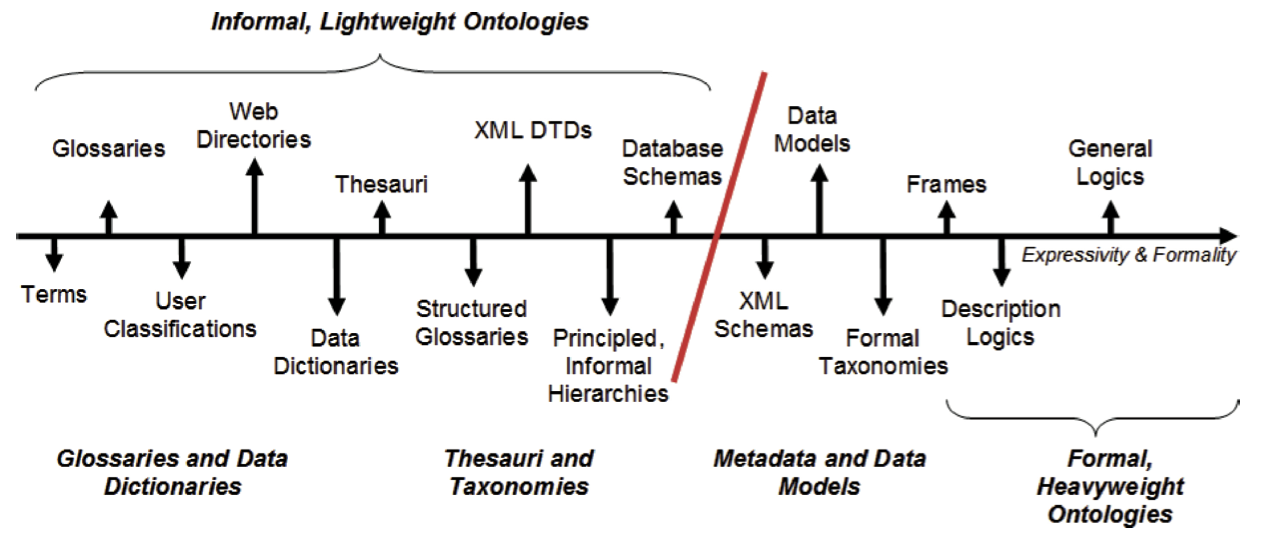 Informal, Lightweight Ontologies
Glossaries
Web
Directories
Thesauri
XML DTDs
Database
Schemas
Data
Models
Frames
General
Logics
Expressivity & Formality
Terms
User
Classifications
Data
Dictionaries
Structured
Glossaries
Principled,
Informal
Hierarchies
XML
Schemas
Formal
Taxonomies
Description
Logics
Glossaries and Data
Dictionaries
Thesauri and
Taxonomies
Metadata and Data
Models
Formal,
Heavyweight
Ontologies